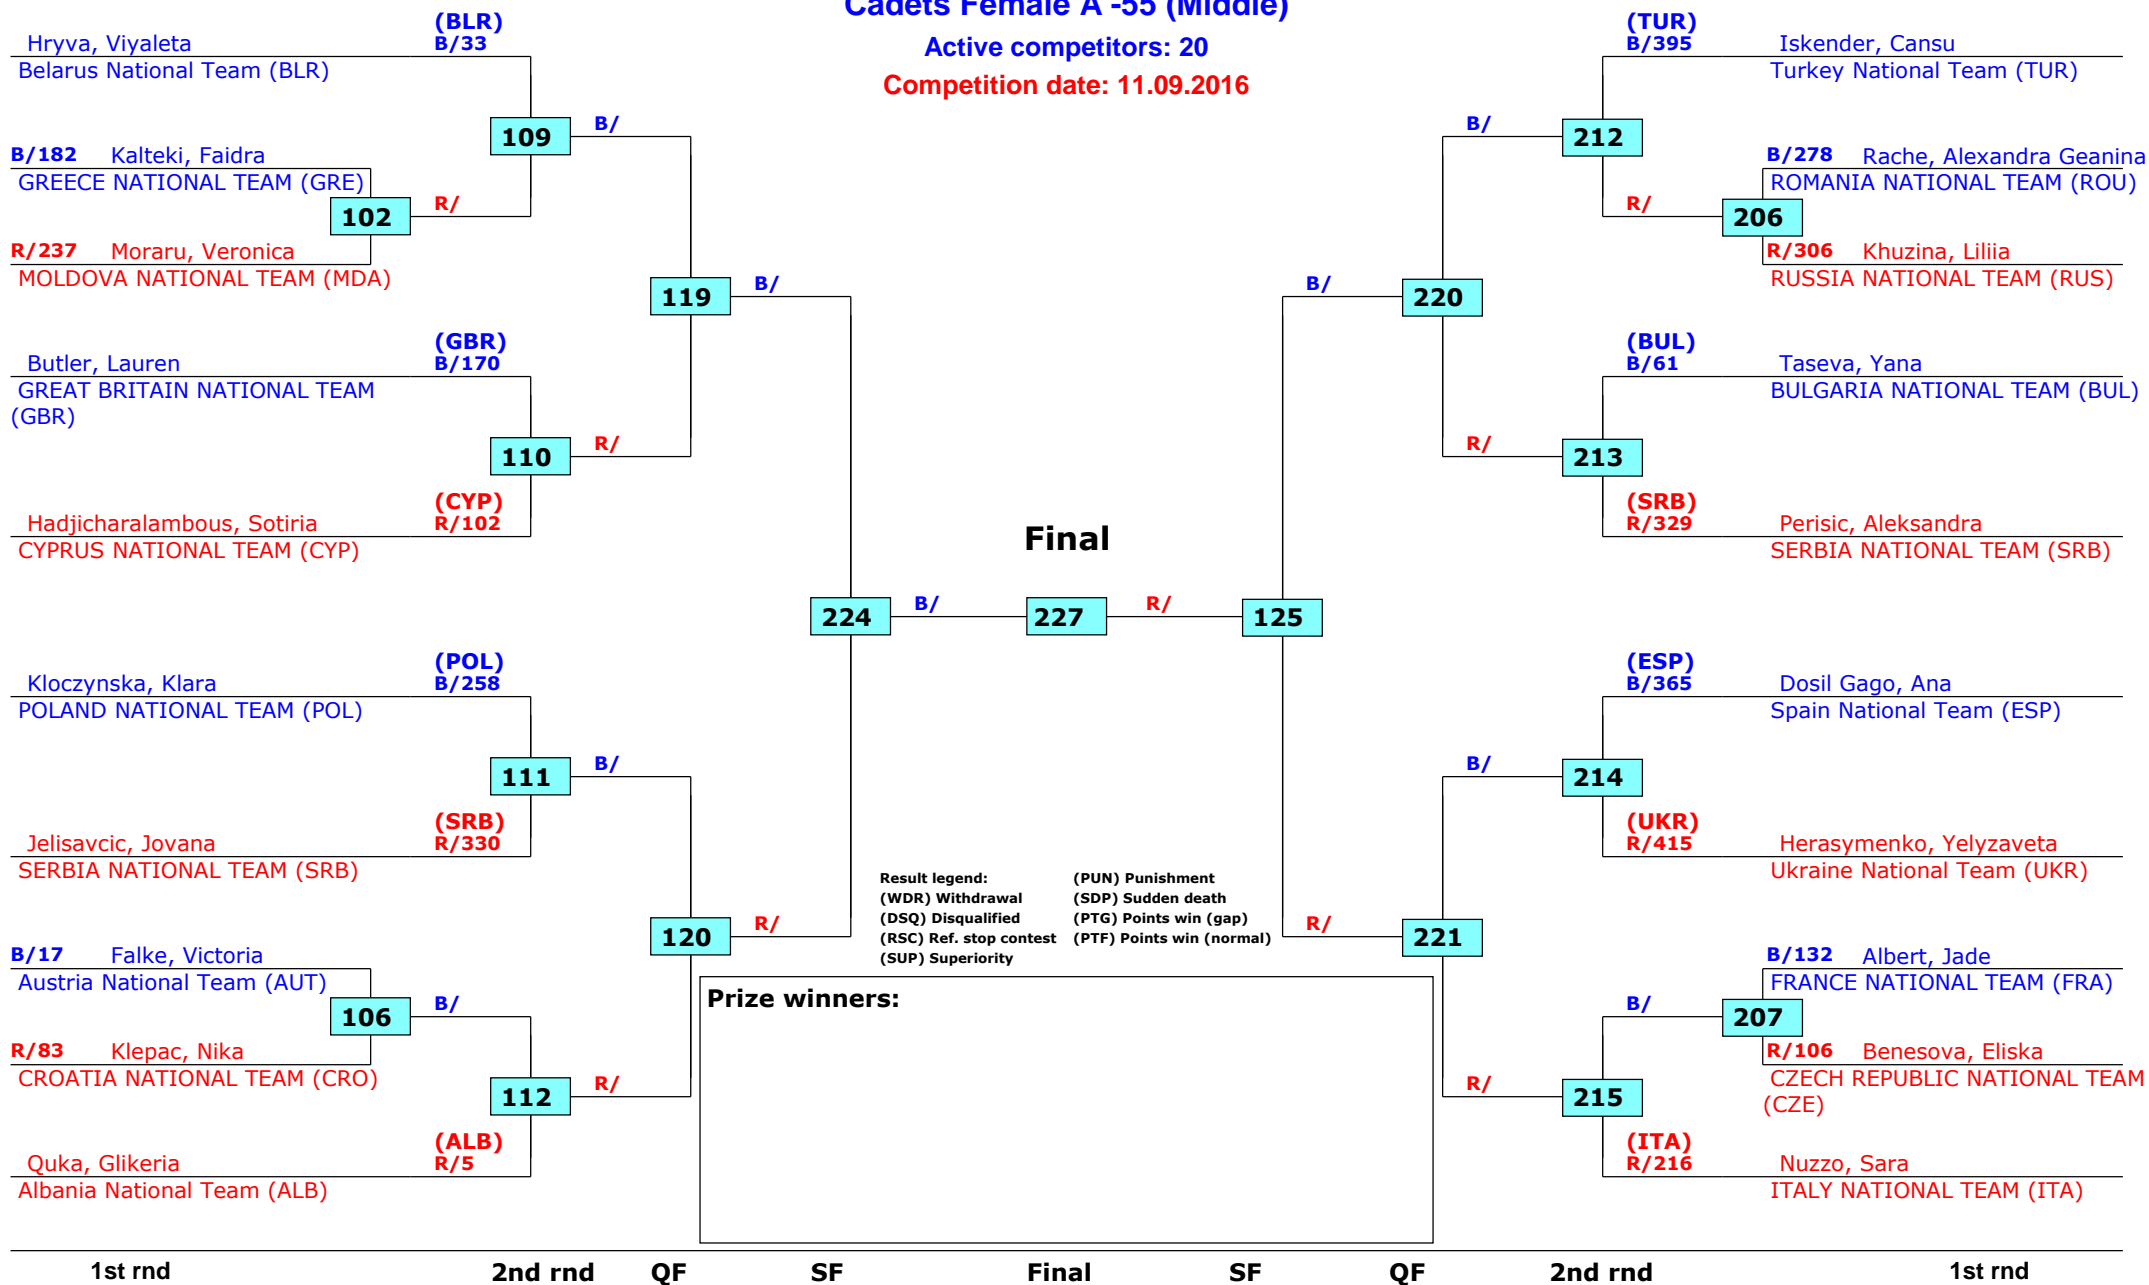 Cadets Female A -55 (Middle)
Active competitors: 20
Competition date: 11.09.2016
(BLR)
Hryva, Viyaleta B/33
Belarus National Team (BLR)
109
B/
B/182 Kalteki, Faidra
GREECE NATIONAL TEAM (GRE)
102
R/
R/237 Moraru, Veronica
MOLDOVA NATIONAL TEAM (MDA)
119
B/
(GBR)
Butler, Lauren B/170
GREAT BRITAIN NATIONAL TEAM
(GBR)
110
R/
(CYP)
Hadjicharalambous, Sotiria R/102
CYPRUS NATIONAL TEAM (CYP)
224
B/
(POL)
Kloczynska, Klara B/258
POLAND NATIONAL TEAM (POL)
111
B/
(SRB)
Jelisavcic, Jovana R/330
SERBIA NATIONAL TEAM (SRB)
120
R/
B/17 Falke, Victoria
Austria National Team (AUT)
106
B/
R/83 Klepac, Nika
CROATIA NATIONAL TEAM (CRO)
112
R/
(ALB)
Quka, Glikeria R/5
Albania National Team (ALB)
Final
227
R/
125
(TUR)
B/395 Iskender, Cansu
Turkey National Team (TUR)
B/
212
B/278 Rache, Alexandra Geanina
ROMANIA NATIONAL TEAM (ROU)
R/
206
R/306 Khuzina, Liliia
RUSSIA NATIONAL TEAM (RUS)
B/
220
(BUL)
B/61 Taseva, Yana
BULGARIA NATIONAL TEAM (BUL)
R/
213
(SRB)
R/329 Perisic, Aleksandra
SERBIA NATIONAL TEAM (SRB)
(ESP)
B/365 Dosil Gago, Ana
Spain National Team (ESP)
B/
214
(UKR)
R/415 Herasymenko, Yelyzaveta
Ukraine National Team (UKR)
R/
221
B/132 Albert, Jade
FRANCE NATIONAL TEAM (FRA)
B/
207
R/106 Benesova, Eliska
CZECH REPUBLIC NATIONAL TEAM
(CZE)
R/
215
(ITA)
R/216 Nuzzo, Sara
ITALY NATIONAL TEAM (ITA)
Result legend: (PUN) Punishment
(WDR) Withdrawal (SDP) Sudden death
(DSQ) Disqualified (PTG) Points win (gap)
(RSC) Ref. stop contest (PTF) Points win (normal)
(SUP) Superiority
Prize winners:
1st rnd 2nd rnd QF SF Final SF QF 2nd rnd 1st rnd